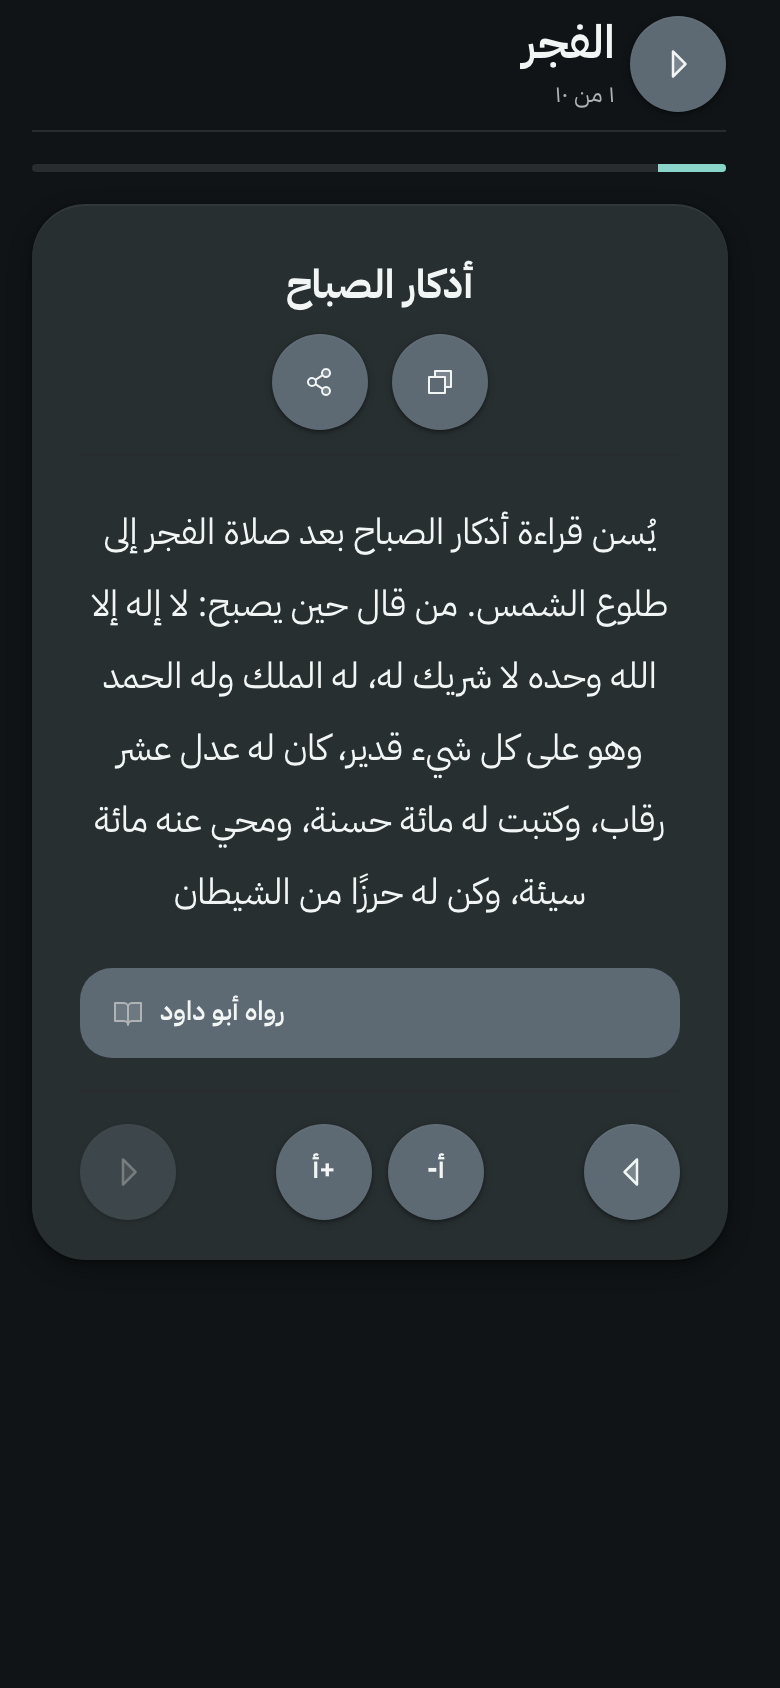 الفجر
١ من ١٠
أذكار الصباح
يُسن قراءة أذكار الصباح بعد صلاة الفجر إلى
طلوع الشمس. من قال حين يصبح: لا إله إلا
الله وحده لا شريك له، له الملك وله الحمد
وهو على كل شيء قدير، كان له عدل عشر
رقاب، وكتبت له مائة حسنة، ومحي عنه مائة
سيئة، وكن له حرزًا من الشيطان
رواه أبو داود
أ-
أ+